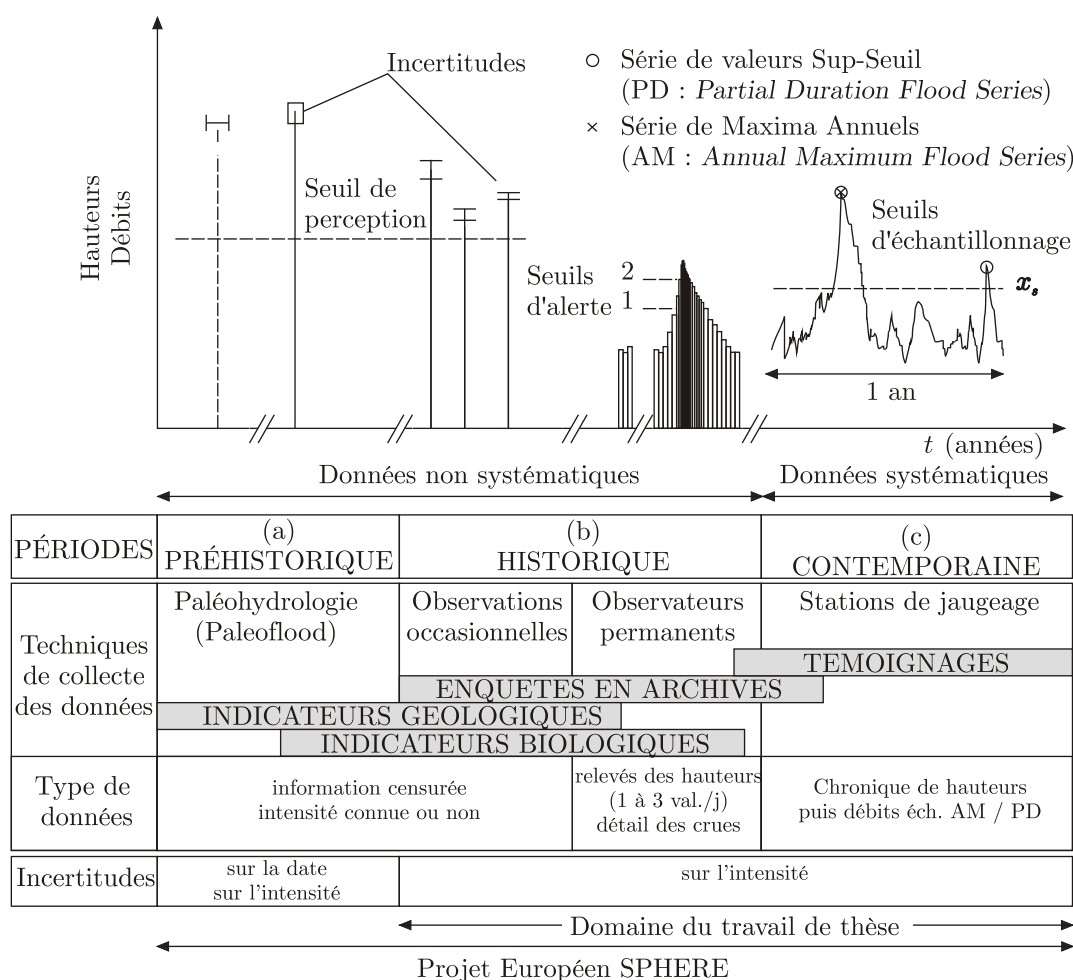 Incertitudes
Série de valeurs Sup-Seuil
(PD : Partial Duration Flood Series)
Série de Maxima Annuels
(AM : Annual Maximum Flood Series)
Hauteurs
Débits
Seuil de
perception
Seuils
d'échantillonnage
Seuils
d'alerte
2
1
xs
1 an
t (années)
Données non systématiques
Données systématiques
PÉRIODES
(a)
PRÉHISTORIQUE
(b)
HISTORIQUE
(c)
CONTEMPORAINE
Techniques
de collecte
des données
Paléohydrologie
(Paleoflood)
Observations
occasionnelles
Observateurs
permanents
Stations de jaugeage
TEMOIGNAGES
ENQUETES EN ARCHIVES
INDICATEURS GEOLOGIQUES
INDICATEURS BIOLOGIQUES
Type de
données
information censurée
intensité connue ou non
relevés des hauteurs
(1 à 3 val./j)
détail des crues
Chronique de hauteurs
puis débits éch. AM / PD
Incertitudes
sur la date
sur l'intensité
sur l'intensité
Domaine du travail de thèse
Projet Européen SPHERE